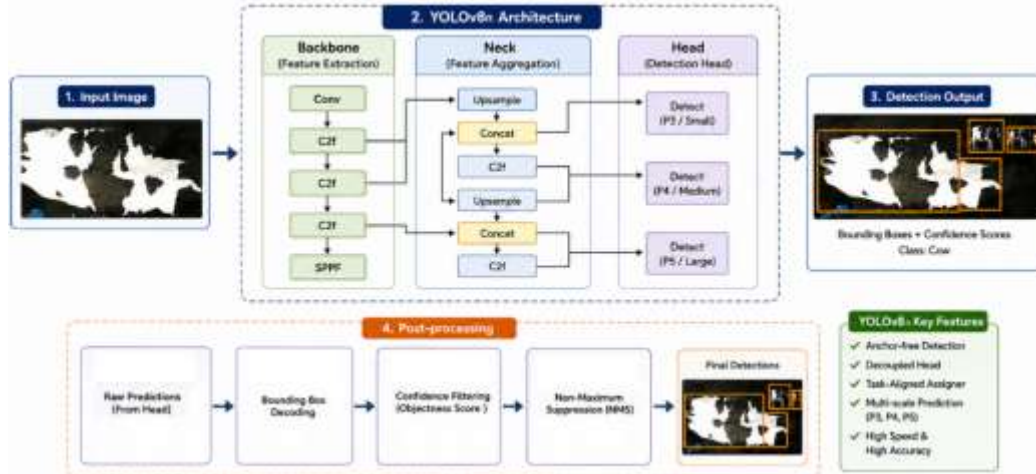 2. YOLOv8n Architecture
1. Input Image
Backbone
(Feature Extraction)
Conv
C2f
C2f
C2f
SPPF
Neck
(Feature Aggregation)
Upsample
Concat
C2f
Upsample
Concat
C2f
Head
(Detection Head)
Detect
(P3 / Small)
Detect
(P4 / Medium)
Detect
(P5 / Large)
3. Detection Output
Bounding Boxes + Confidence Scores
Class: Cow
4. Post-processing
Raw Predictions
(From Head)
Bounding Box
Decoding
Confidence Filtering
(Objectness Score )
Non-Maximum
Suppression (NMS)
Final Detections
YOLOv8n Key Features
✓ Anchor-free Detection
✓ Decoupled Head
✓ Task-Aligned Assigner
✓ Multi-scale Prediction
(P3, P4, P5)
✓ High Speed &
High Accuracy